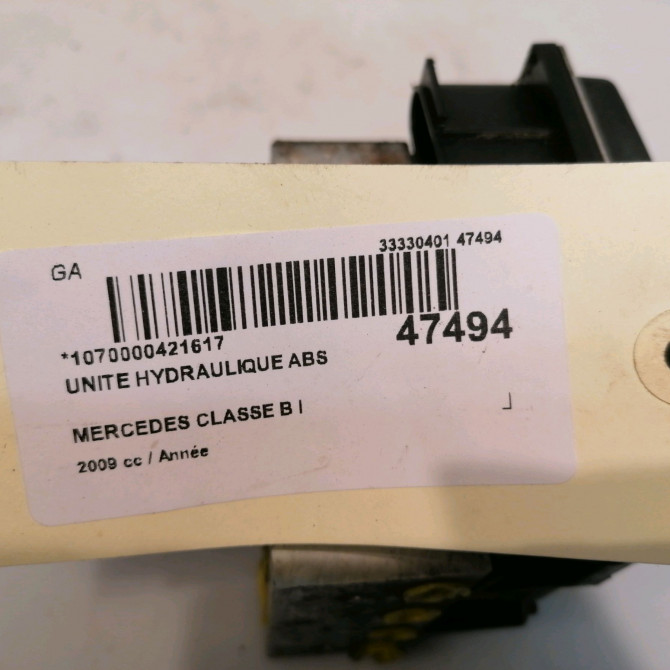 GA
33330401 47494
47494
*1070000421617
UNITE HYDRAULIQUE ABS
MERCEDES CLASSE B I
2009 cc / Année